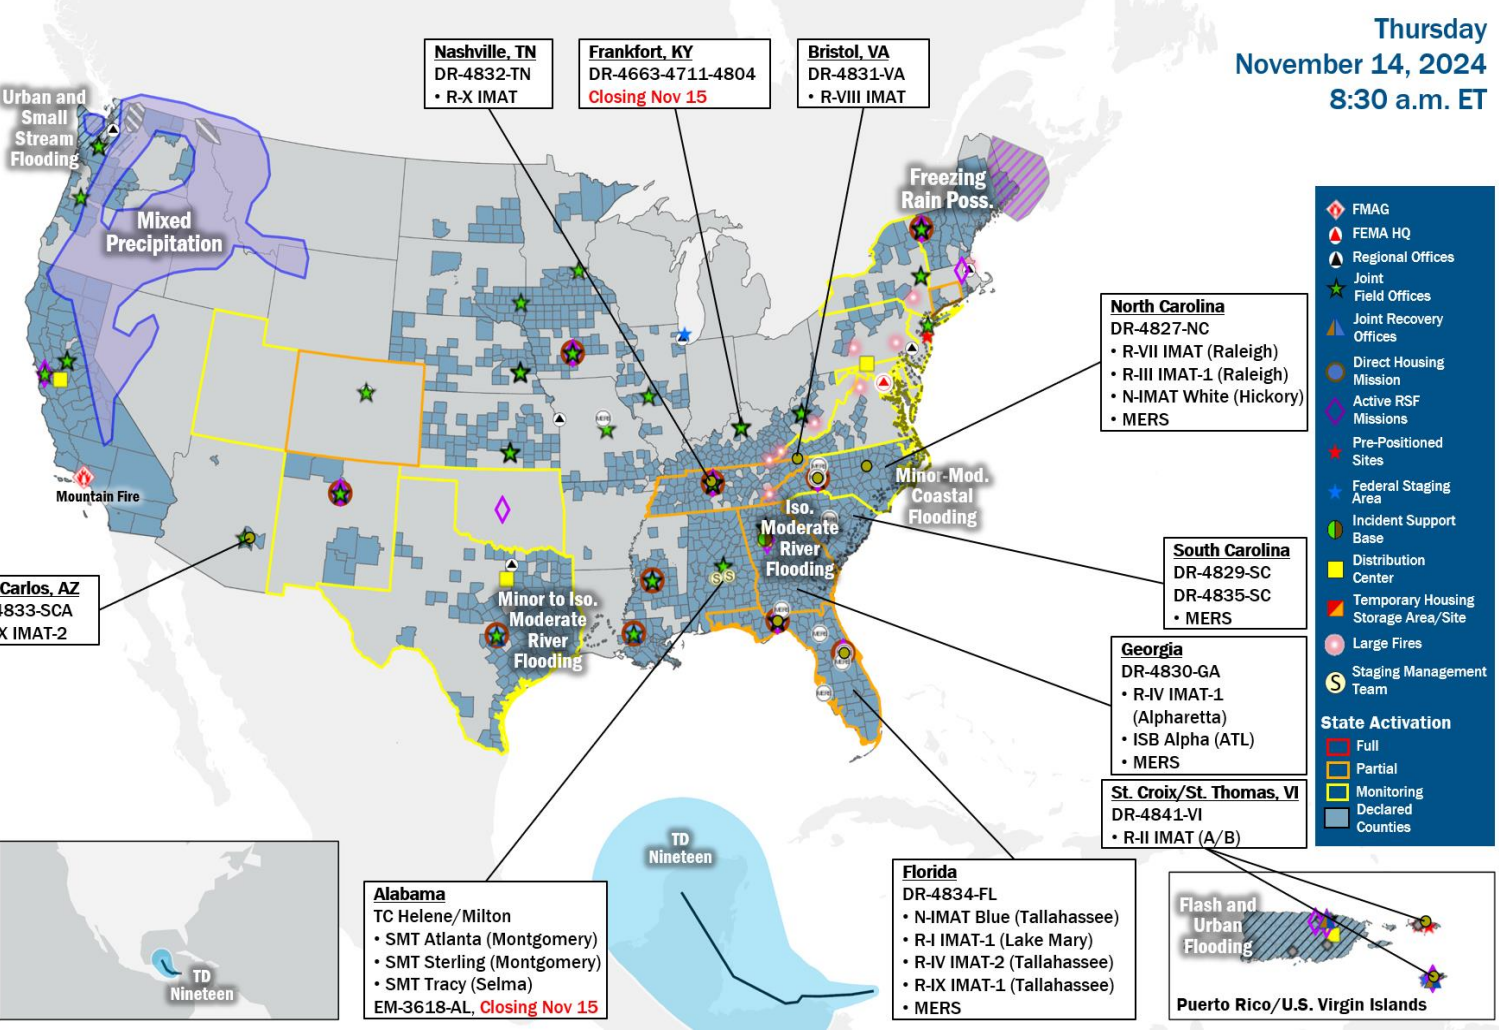 Thursday
November 14, 2024
8:30 a.m. ET
Nashville, TN
DR-4832-TN
• R-X IMAT
Frankfort, KY
DR-4663-4711-4804
Closing Nov 15
Bristol, VA
DR-4831-VA
• R-VIII IMAT
Urban and
Small
Stream
Flooding
Mixed
Precipitation
Freezing
Rain Poss.
FMAG
FEMA HQ
Regional Offices
Joint
Field Offices
Joint Recovery
Offices
Direct Housing
Mission
Active RSF
Missions
Pre-Positioned
Sites
Federal Staging
Area
Incident Support
Base
Distribution
Center
Temporary Housing
Storage Area/Site
Large Fires
S
Staging Management
Team
State Activation
Full
Partial
Monitoring
Declared
Counties
North Carolina
DR-4827-NC
• R-VII IMAT (Raleigh)
• R-III IMAT-1 (Raleigh)
• N-IMAT White (Hickory)
• MERS
MERS
MERS
Mountain Fire
Minor-Mod.
Coastal
Flooding
Iso.
Moderate
River
Flooding
South Carolina
DR-4829-SC
DR-4835-SC
• MERS
Carlos, AZ
4833-SCA
X IMAT-2
S S
Minor to Iso.
Moderate
River
Flooding
MERS
MERS
MERS
MERS
MERS
Georgia
DR-4830-GA
• R-IV IMAT-1
(Alpharetta)
• ISB Alpha (ATL)
• MERS
St. Croix/St. Thomas, VI
DR-4841-VI
• R-II IMAT (A/B)
TD
Nineteen
TD
Nineteen
Alabama
TC Helene/Milton
• SMT Atlanta (Montgomery)
• SMT Sterling (Montgomery)
• SMT Tracy (Selma)
EM-3618-AL, Closing Nov 15
Florida
DR-4834-FL
• N-IMAT Blue (Tallahassee)
• R-I IMAT-1 (Lake Mary)
• R-IV IMAT-2 (Tallahassee)
• R-IX IMAT-1 (Tallahassee)
• MERS
Flash and
Urban
Flooding
Puerto Rico/U.S. Virgin Islands